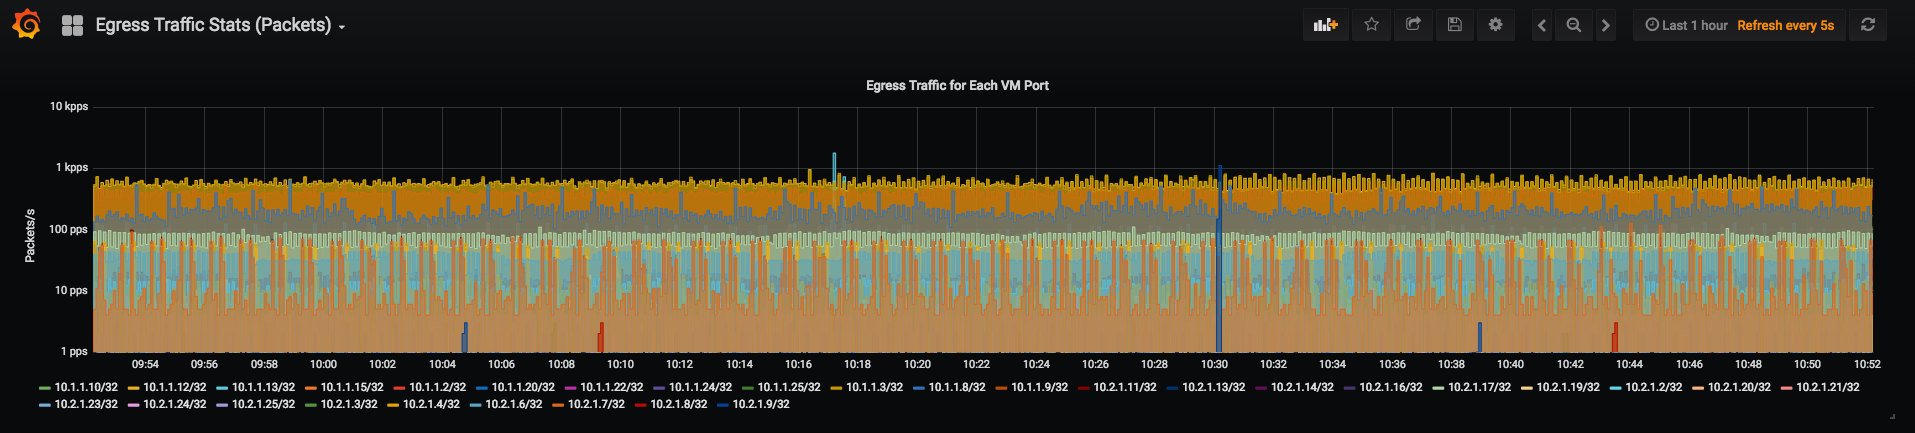 Egress Traffic Stats (Packets)
Last 1 hour Refresh every 5s
Egress Traffic for Each VM Port
Packets/s
10 kpps
1 kpps
100 pps
10 pps
1 pps
09:54 09:56 09:58 10:00 10:02 10:04 10:06 10:08 10:10 10:12 10:14 10:16 10:18 10:20 10:22 10:24 10:26 10:28 10:30 10:32 10:34 10:36 10:38 10:40 10:42 10:44 10:46 10:48 10:50 10:52
10.1.1.10/32 10.1.1.12/32 10.1.1.13/32 10.1.1.15/32 10.1.1.2/32 10.1.1.20/32 10.1.1.22/32 10.1.1.24/32 10.1.1.25/32 10.1.1.3/32 10.1.1.8/32 10.1.1.9/32 10.2.1.11/32 10.2.1.13/32 10.2.1.14/32 10.2.1.16/32 10.2.1.17/32 10.2.1.19/32 10.2.1.2/32 10.2.1.20/32 10.2.1.21/32
10.2.1.23/32 10.2.1.24/32 10.2.1.25/32 10.2.1.3/32 10.2.1.4/32 10.2.1.6/32 10.2.1.7/32 10.2.1.8/32 10.2.1.9/32